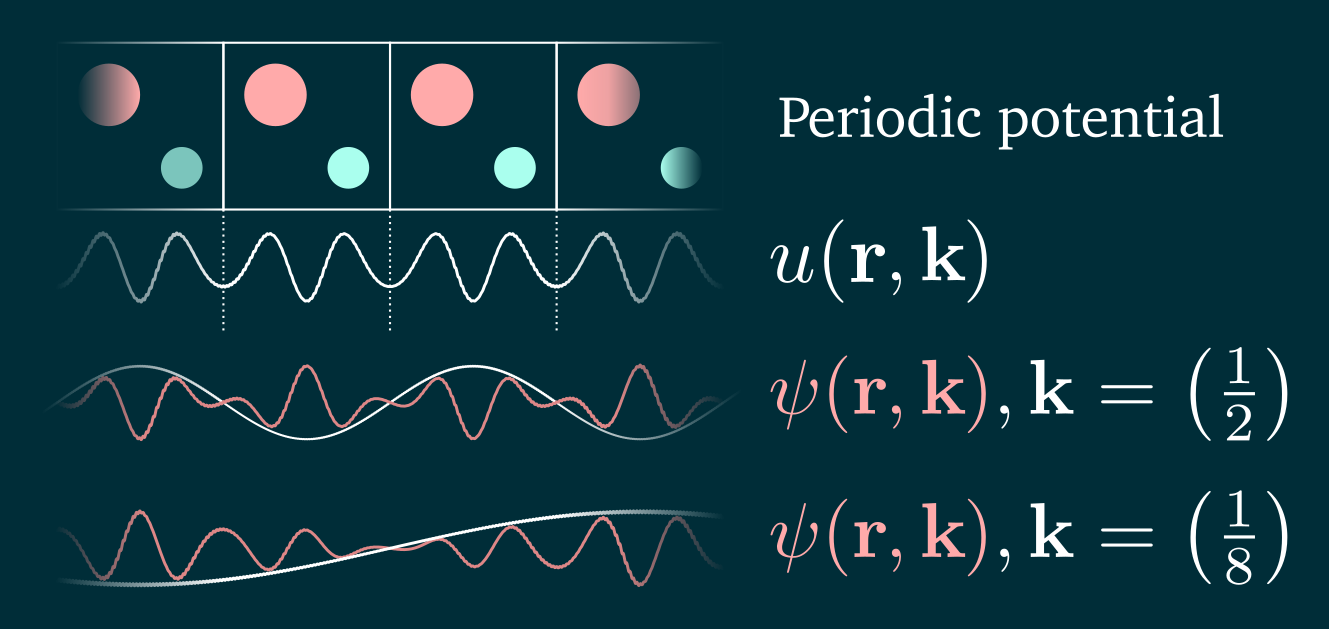 Periodic potential
u(r, k)
ψ(r, k), k = (1/2)
ψ(r, k), k = (1/8)